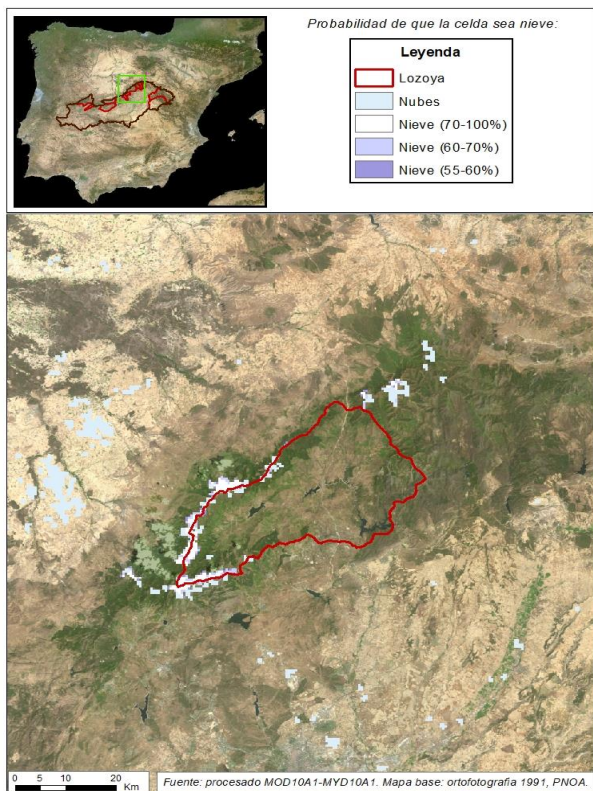 Probabilidad de que la celda sea nieve:
Leyenda
Lozoya
Nubes
Nieve (70-100%)
Nieve (60-70%)
Nieve (55-60%)
0 5 10 20
Km
Fuente: procesado MOD10A1-MYD10A1. Mapa base: ortofotografia 1991, PNOA.